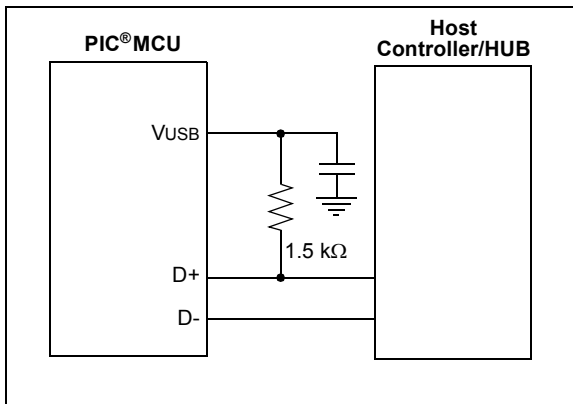 PIC®MCU
Host
Controller/HUB
VUSB
1.5 kΩ
D+
D-